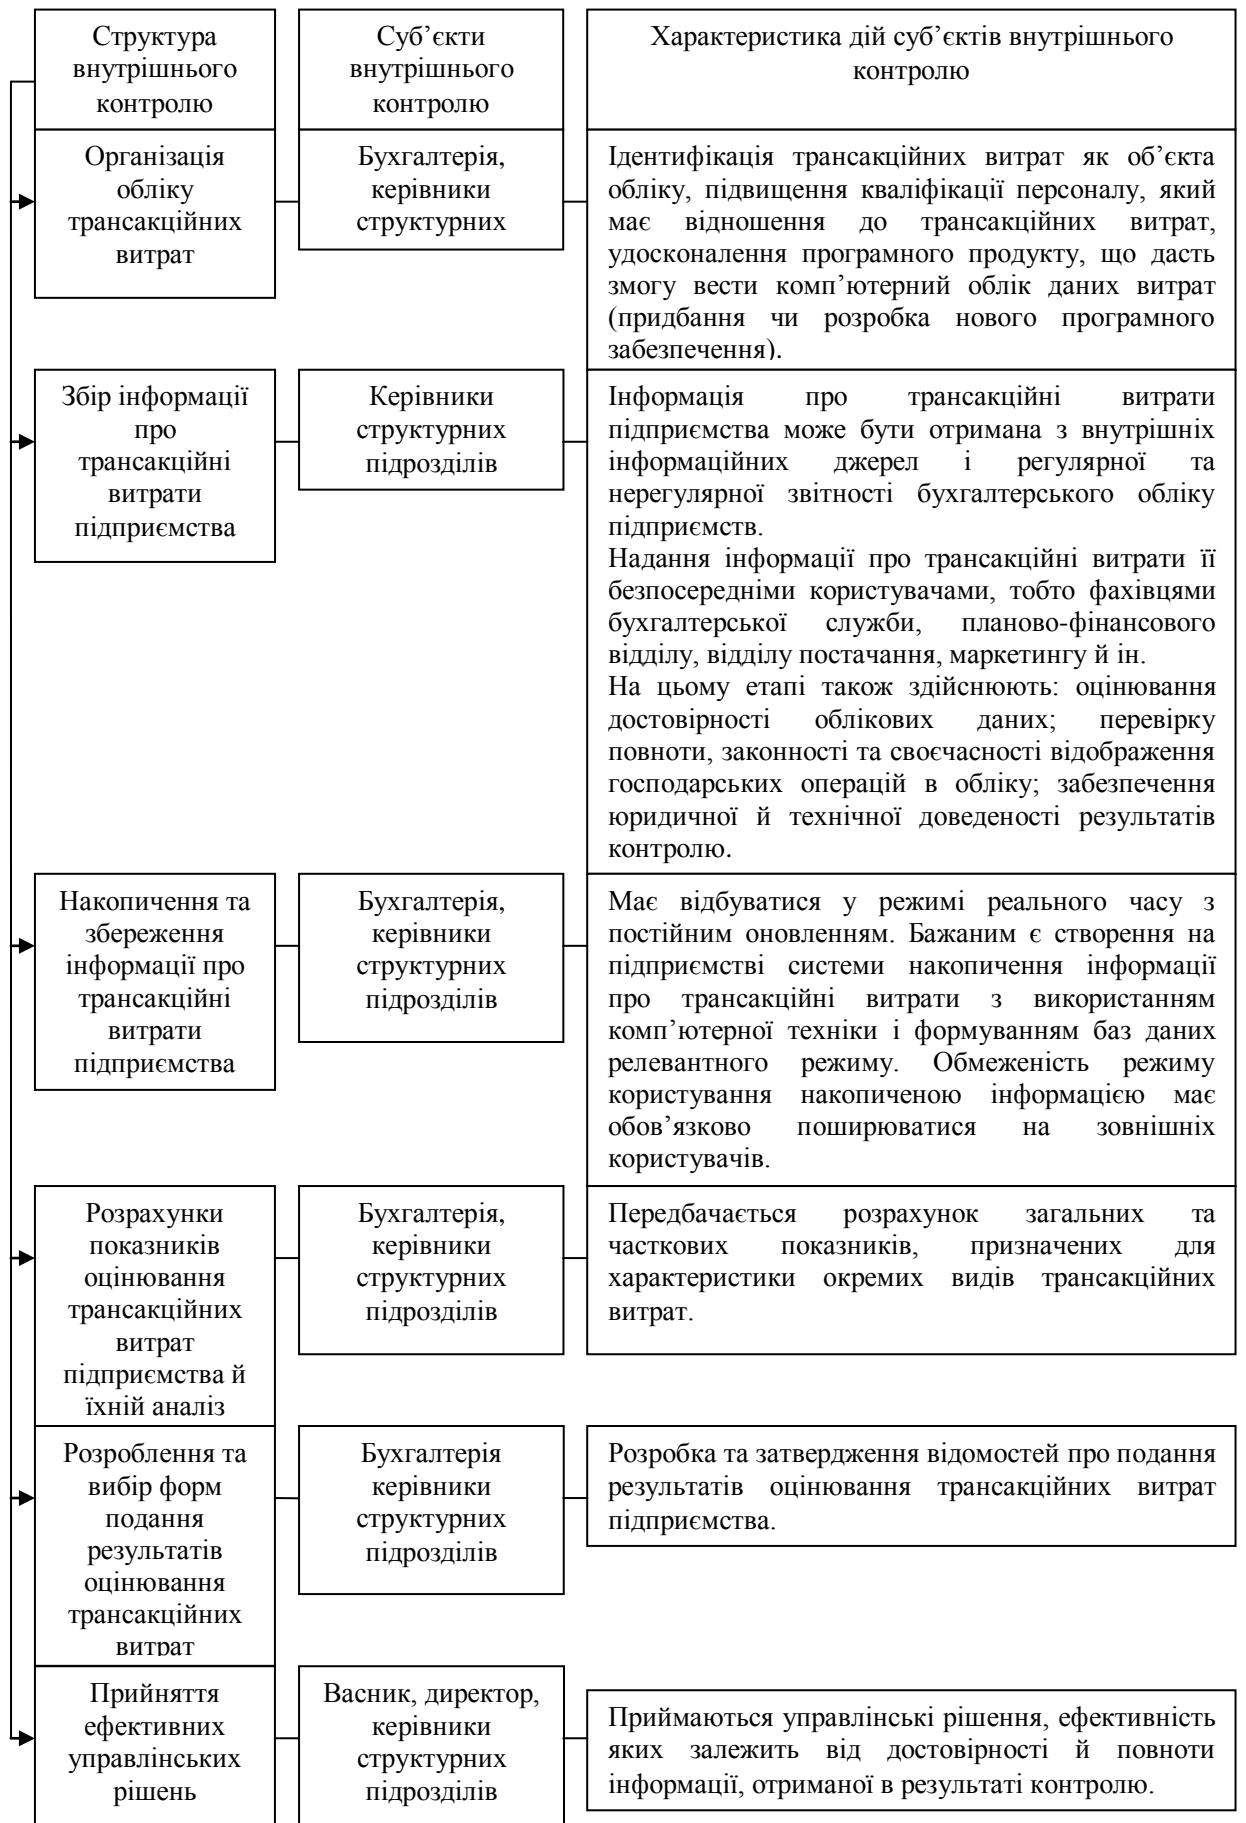 Структура
внутрішнього
контролю
Суб’єкти
внутрішнього
контролю
Характеристика дій суб’єктів внутрішнього
контролю
Організація
обліку
трансакційних
витрат
Бухгалтерія,
керівники
структурних
Ідентифікація трансакційних витрат як об’єкта
обліку, підвищення кваліфікації персоналу, який
має відношення до трансакційних витрат,
удосконалення програмного продукту, що дасть
змогу вести комп’ютерний облік даних витрат
(придбання чи розробка нового програмного
забезпечення).
Збір інформації
про
трансакційні
витрати
підприємства
Керівники
структурних
підрозділів
Інформація про трансакційні витрати
підприємства може бути отримана з внутрішніх
інформаційних джерел і регулярної та
нерегулярної звітності бухгалтерського обліку
підприємств.
Надання інформації про трансакційні витрати її
безпосередніми користувачами, тобто фахівцями
бухгалтерської служби, планово-фінансового
відділу, відділу постачання, маркетингу й ін.
На цьому етапі також здійснюють: оцінювання
достовірності облікових даних; перевірку
повноти, законності та своєчасності відображення
господарських операцій в обліку; забезпечення
юридичної й технічної доведеності результатів
контролю.
Накопичення та
збереження
інформації про
трансакційні
витрати
підприємства
Бухгалтерія,
керівники
структурних
підрозділів
Має відбуватися у режимі реального часу з
постійним оновленням. Бажаним є створення на
підприємстві системи накопичення інформації
про трансакційні витрати з використанням
комп’ютерної техніки і формуванням баз даних
релевантного режиму. Обмеженість режиму
користування накопиченою інформацією має
обов’язково поширюватися на зовнішніх
користувачів.
Розрахунки
показників
оцінювання
трансакційних
витрат
підприємства й
їхній аналіз
Бухгалтерія,
керівники
структурних
підрозділів
Передбачається розрахунок загальних та
часткових показників, призначених для
характеристики окремих видів трансакційних
витрат.
Розроблення та
вибір форм
подання
результатів
оцінювання
трансакційних
витрат
Бухгалтерія
керівники
структурних
підрозділів
Розробка та затвердження відомостей про подання
результатів оцінювання трансакційних витрат
підприємства.
Прийняття
ефективних
управлінських
рішень
Васник, директор,
керівники
структурних
підрозділів
Приймаються управлінські рішення, ефективність
яких залежить від достовірності й повноти
інформації, отриманої в результаті контролю.